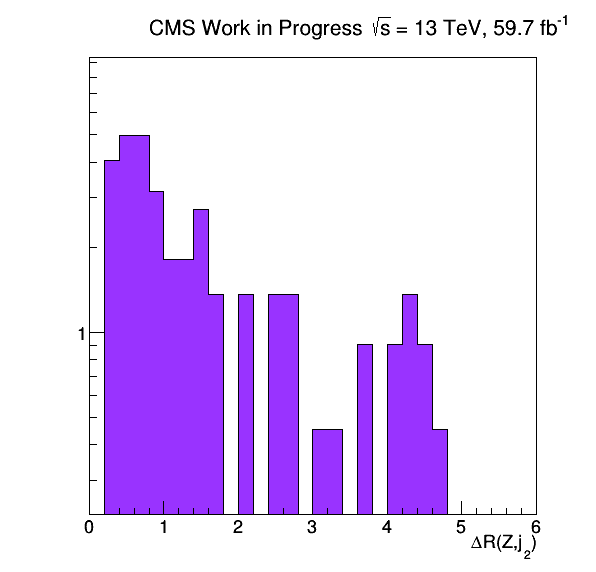 CMS Work in Progress √s = 13 TeV, 59.7 fb⁻¹
1
0 1 2 3 4 5 6
ΔR(Z,j₂)